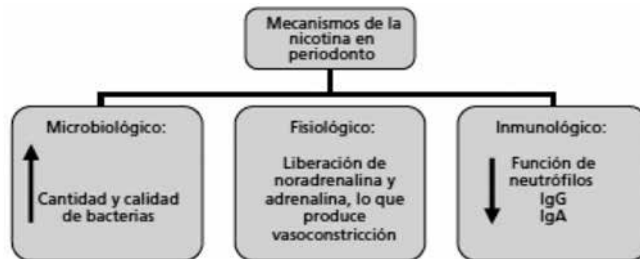 Mecanismos de la
nicotina en
periodonto
Microbiológico:
Cantidad y calidad
de bacterias
Fisiológico:
Liberación de
noradrenalina y
adrenalina, lo que
produce
vasoconstricción
Inmunológico:
Función de
neutrófilos
IgG
IgA